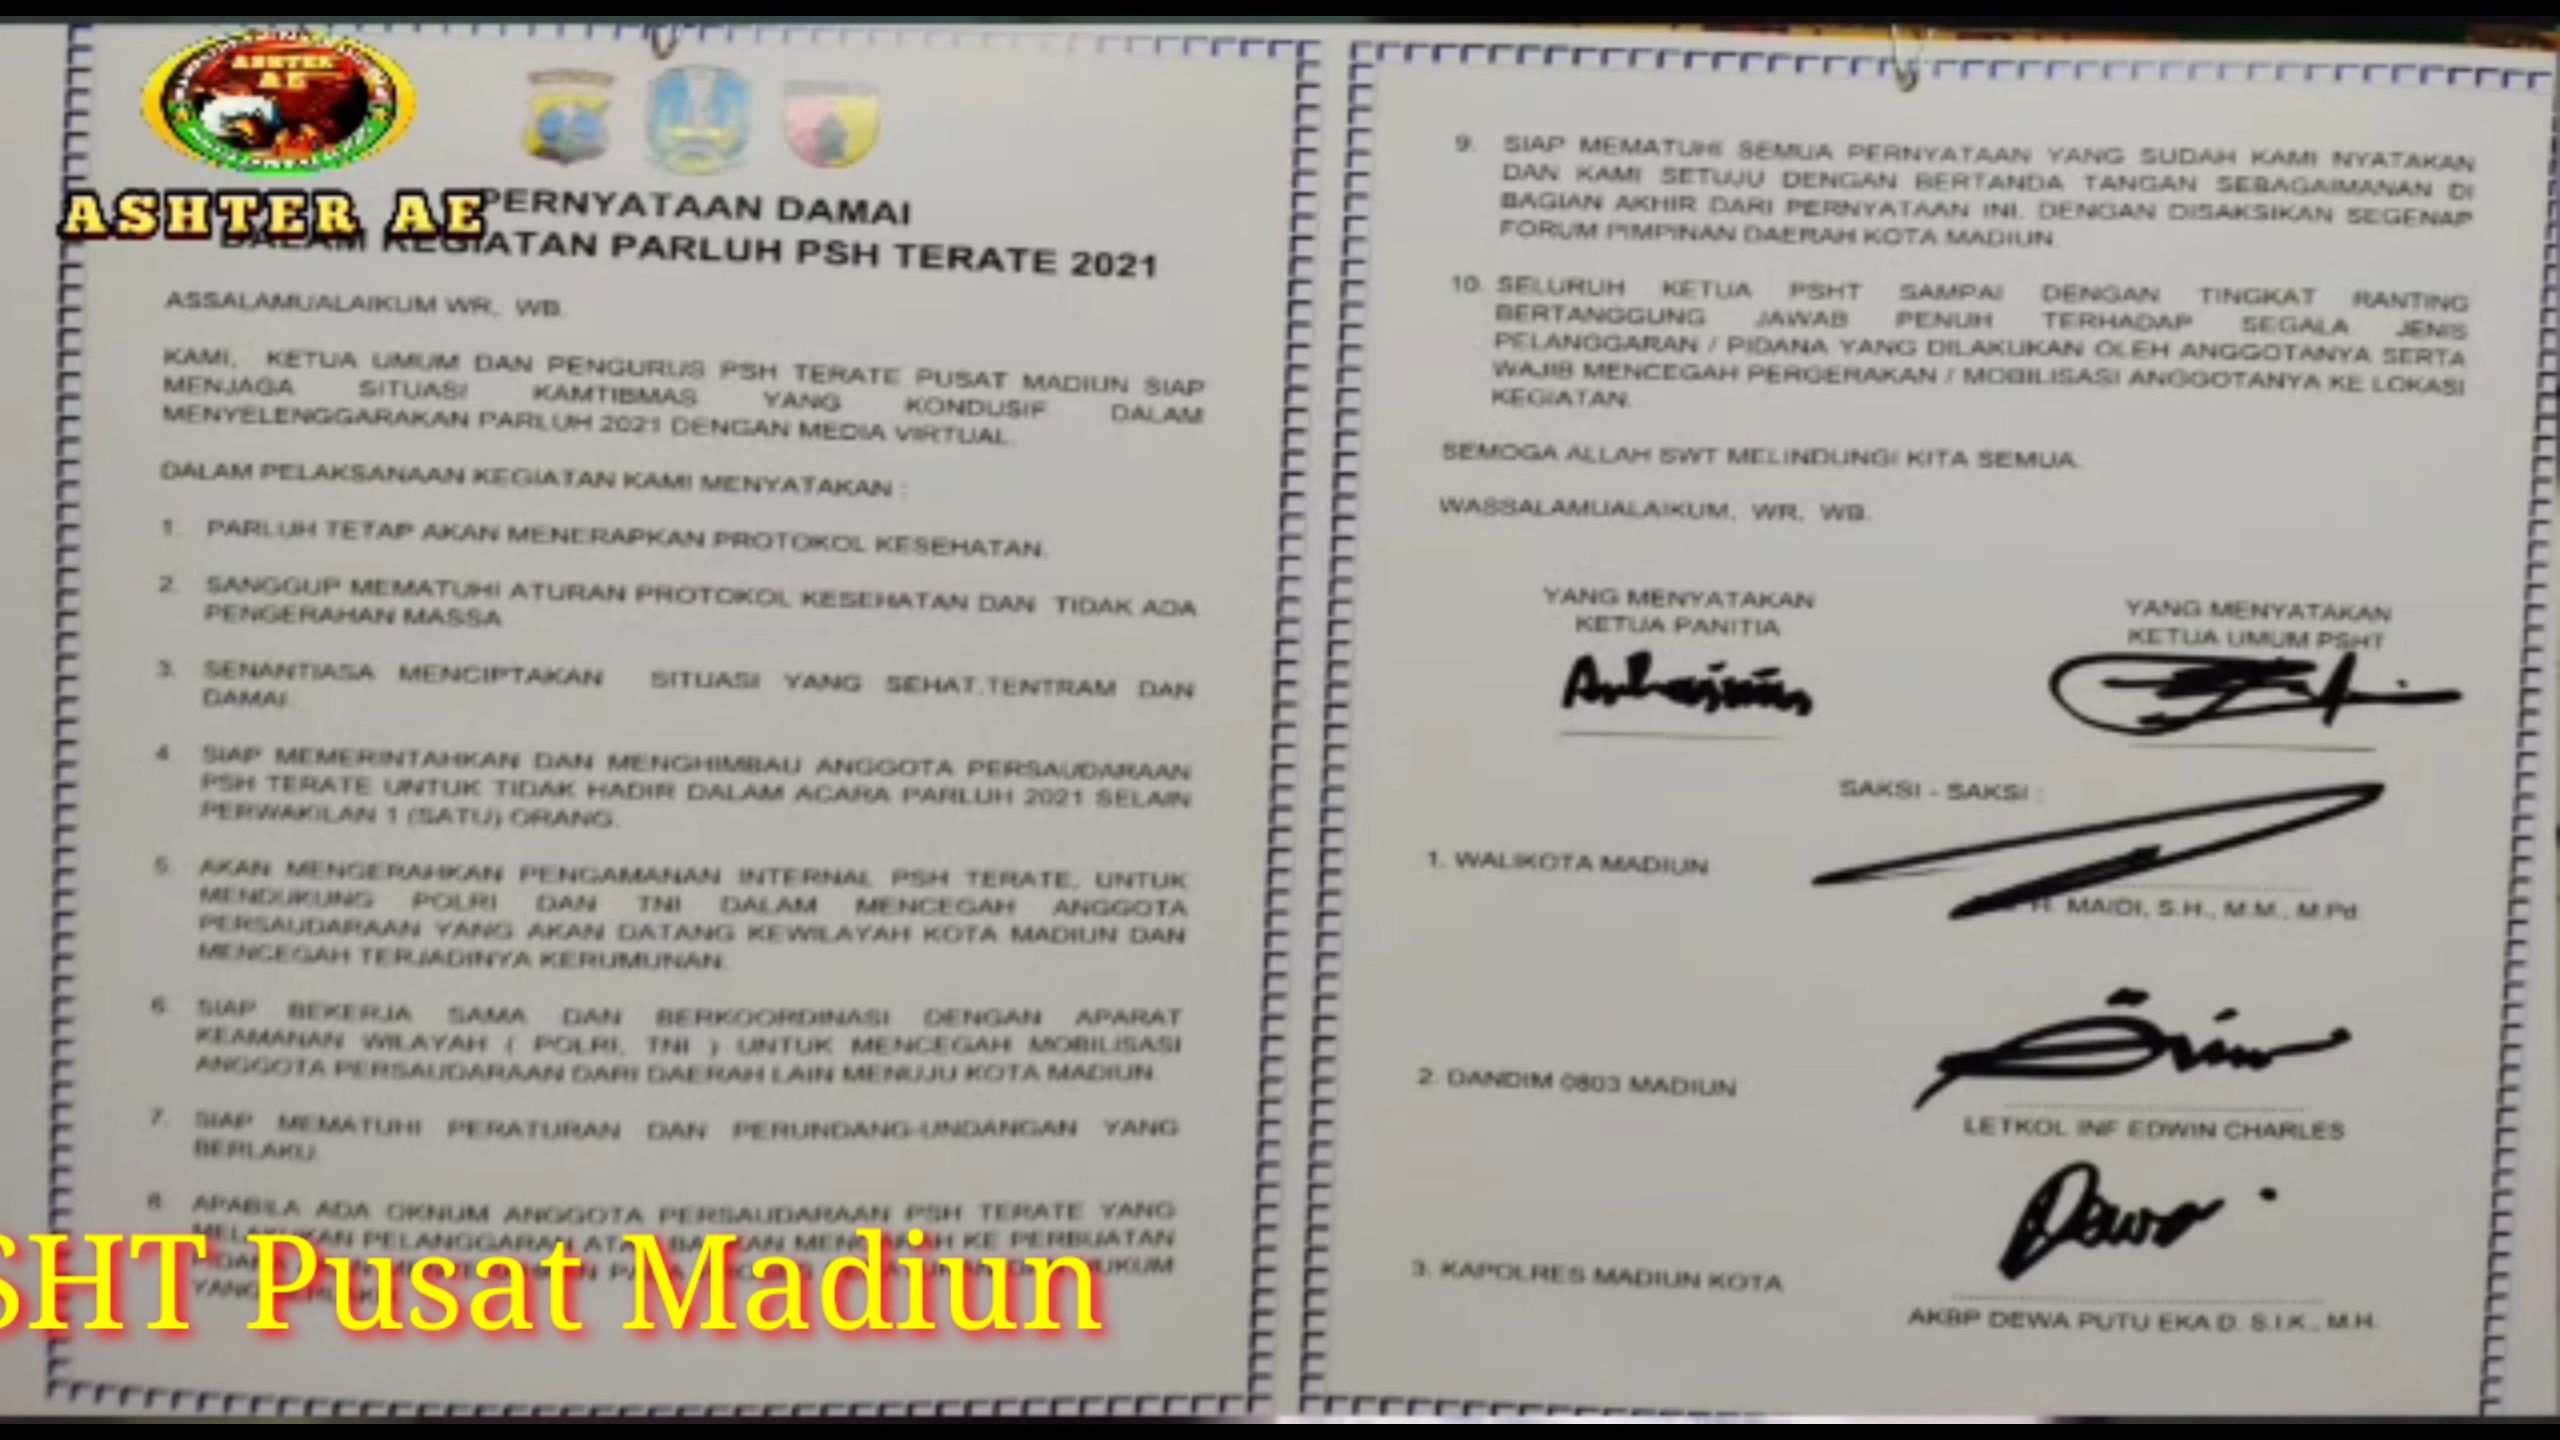 ASHTER
AE
ASHTER AE
PERNYATAAN DAMAI
DALAM KEGIATAN PARLUH PSH TERATE 2021
ASSALAMUALAIKUM WR, WB.
KAMI, KETUA UMUM DAN PENGURUS PSH TERATE PUSAT MADIUN SIAP
MENJAGA SITUASI KAMTIBMAS YANG KONDUSIF DALAM
MENYELENGGARAKAN PARLUH 2021 DENGAN MEDIA VIRTUAL.
DALAM PELAKSANAAN KEGIATAN KAMI MENYATAKAN :
1. PARLUH TETAP AKAN MENERAPKAN PROTOKOL KESEHATAN.
2. SANGGUP MEMATUHI ATURAN PROTOKOL KESEHATAN DAN TIDAK ADA
PENGERAHAN MASSA
3. SENANTIASA MENCIPTAKAN SITUASI YANG SEHAT,TENTRAM DAN
DAMAI.
4. SIAP MEMERINTAHKAN DAN MENGHIMBAU ANGGOTA PERSAUDARAAN
PSH TERATE UNTUK TIDAK HADIR DALAM ACARA PARLUH 2021 SELAIN
PERWAKILAN 1 (SATU) ORANG.
5. AKAN MENGERAHKAN PENGAMANAN INTERNAL PSH TERATE, UNTUK
MENDUKUNG POLRI DAN TNI DALAM MENCEGAH ANGGOTA
PERSAUDARAAN YANG AKAN DATANG KEWILAYAH KOTA MADIUN DAN
MENCEGAH TERJADINYA KERUMUNAN.
6. SIAP BEKERJA SAMA DAN BERKOORDINASI DENGAN APARAT
KEAMANAN WILAYAH ( POLRI, TNI ) UNTUK MENCEGAH MOBILISASI
ANGGOTA PERSAUDARAAN DARI DAERAH LAIN MENUJU KOTA MADIUN.
7. SIAP MEMATUHI PERATURAN DAN PERUNDANG-UNDANGAN YANG
BERLAKU.
8. APABILA ADA OKNUM ANGGOTA PERSAUDARAAN PSH TERATE YANG
MELAKUKAN PELANGGARAN KE PERBUATAN
YANG
SHT Pusat Madiun
9. SIAP MEMATUHI SEMUA PERNYATAAN YANG SUDAH KAMI NYATAKAN
DAN KAMI SETUJU DENGAN BERTANDA TANGAN SEBAGAIMANAN DI
BAGIAN AKHIR DARI PERNYATAAN INI. DENGAN DISAKSIKAN SEGENAP
FORUM PIMPINAN DAERAH KOTA MADIUN.
10. SELURUH KETUA PSHT SAMPAI DENGAN TINGKAT RANTING
BERTANGGUNG JAWAB PENUH TERHADAP SEGALA JENIS
PELANGGARAN / PIDANA YANG DILAKUKAN OLEH ANGGOTANYA SERTA
WAJIB MENCEGAH PERGERAKAN / MOBILISASI ANGGOTANYA KE LOKASI
KEGIATAN.
SEMOGA ALLAH SWT MELINDUNGI KITA SEMUA.
WASSALAMUALAIKUM, WR, WB.
YANG MENYATAKAN
KETUA PANITIA
YANG MENYATAKAN
KETUA UMUM PSHT
SAKSI - SAKSI :
1. WALIKOTA MADIUN
H. MAIDI, S.H., M.M., M.Pd
2. DANDIM 0803 MADIUN
LETKOL INF EDWIN CHARLES
Dewa
3. KAPOLRES MADIUN KOTA
AKBP DEWA PUTU EKA D. S.I.K., M.H.